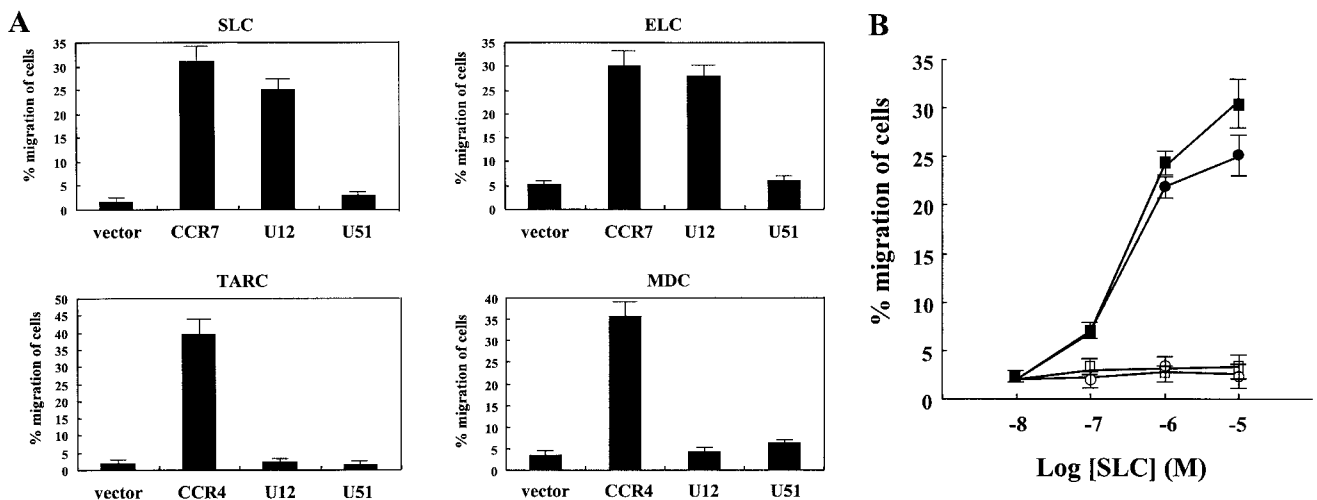 A
SLC
% migration of cells
35
30
25
20
15
10
5
0
vector CCR7 U12 U51
ELC
% migration of cells
35
30
25
20
15
10
5
0
vector CCR7 U12 U51
TARC
% migration of cells
50
45
40
35
30
25
20
15
10
5
0
vector CCR4 U12 U51
MDC
% migration of cells
40
35
30
25
20
15
10
5
0
vector CCR4 U12 U51
B
% migration of cells
35
30
25
20
15
10
5
0
-8 -7 -6 -5
Log [SLC] (M)